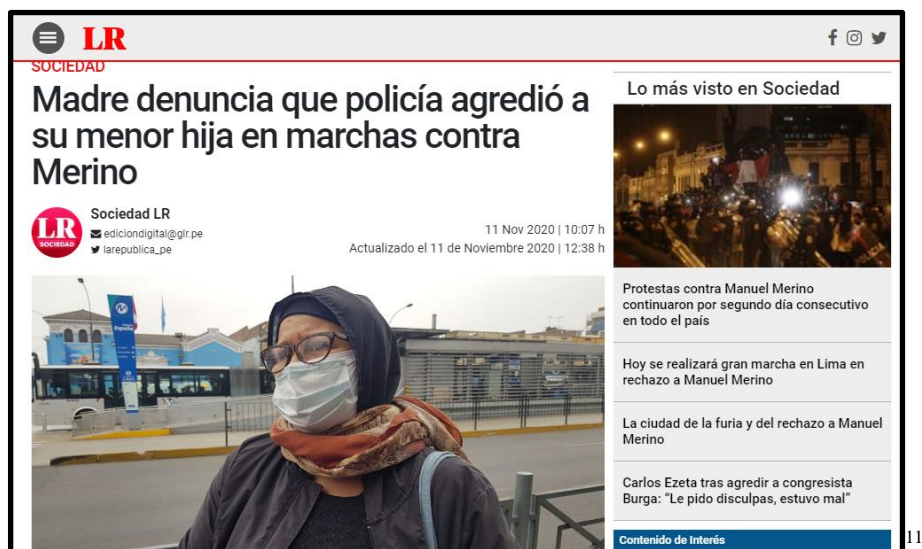 LR
SOCIEDAD
Madre denuncia que policía agredió a
su menor hija en marchas contra
Merino
LR
SOCIEDAD
Sociedad LR
ediciondigital@glr.pe
larepublica_pe
11 Nov 2020 | 10:07 h
Actualizado el 11 de Noviembre 2020 | 12:38 h
España
Lo más visto en Sociedad
Protestas contra Manuel Merino
continuaron por segundo día consecutivo
en todo el país
Hoy se realizará gran marcha en Lima en
rechazo a Manuel Merino
La ciudad de la furia y del rechazo a Manuel
Merino
Carlos Ezeta tras agredir a congresista
Burga: “Le pido disculpas, estuvo mal”
Contenido de Interés
11